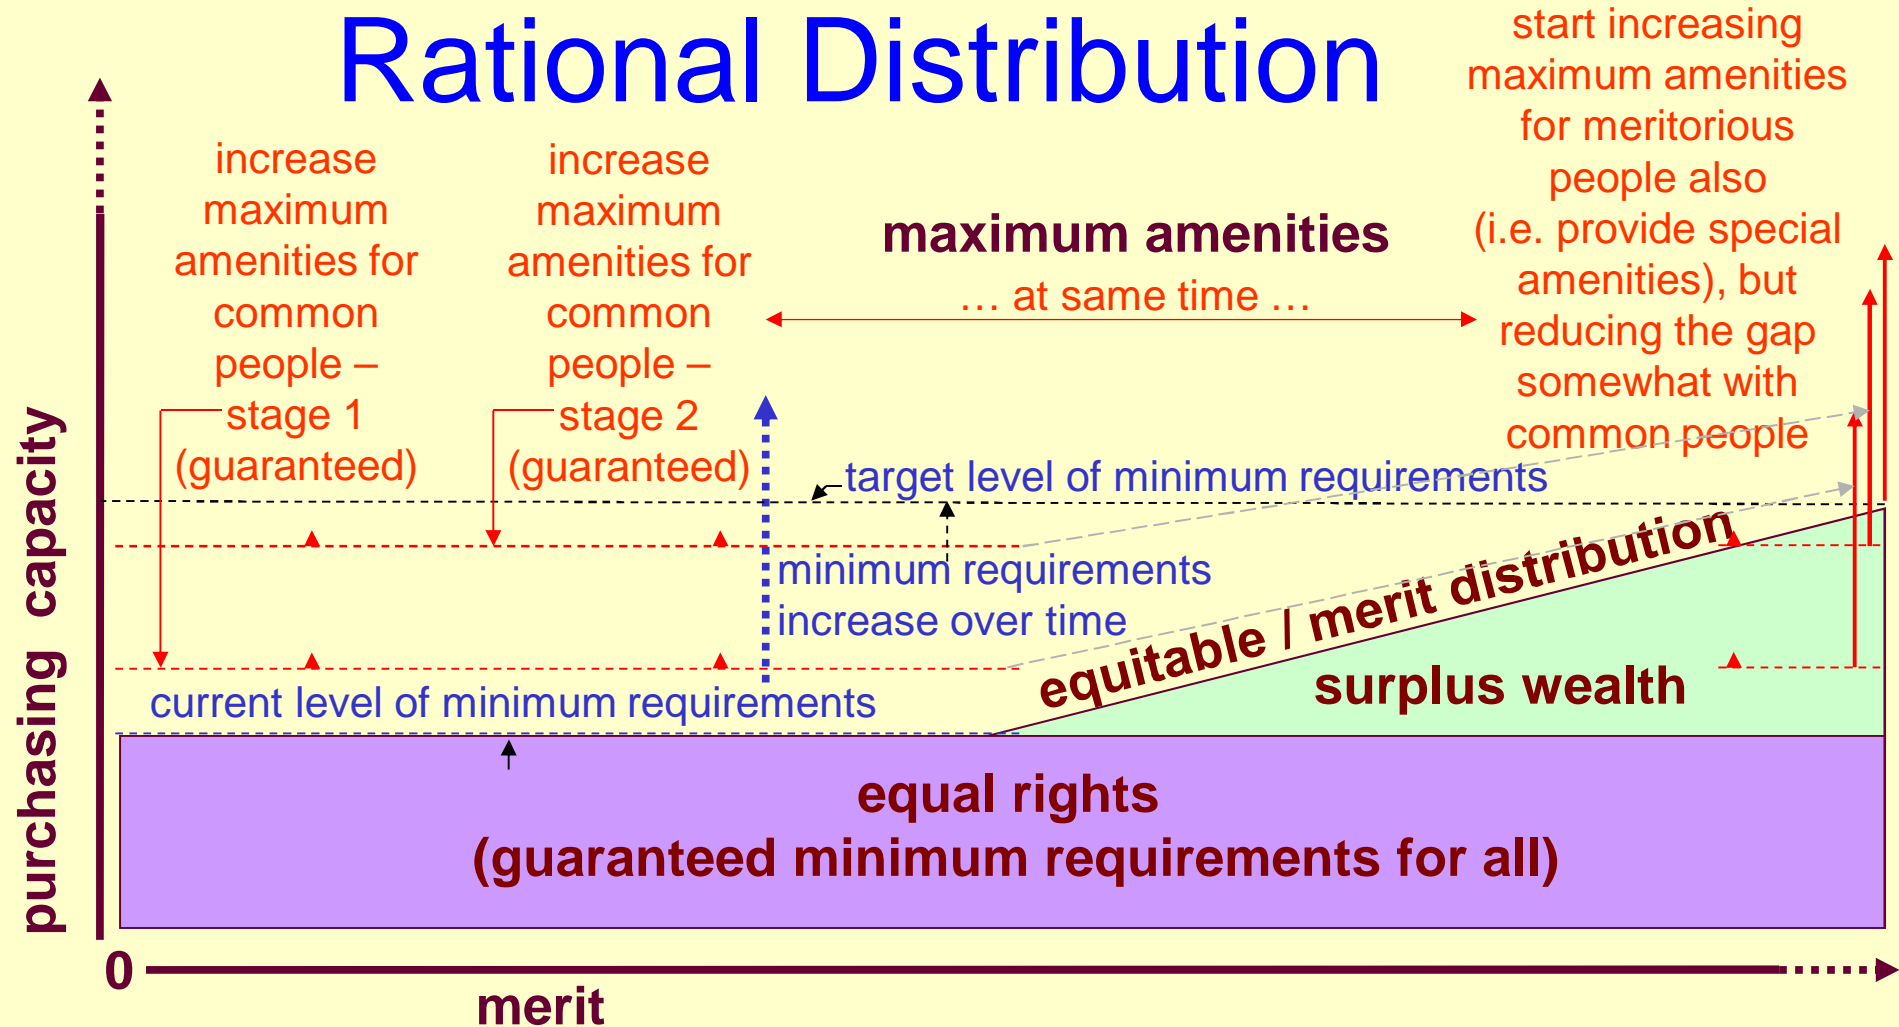 Rational Distribution
increase
maximum
amenities for
common
people –
stage 1
(guaranteed)
increase
maximum
amenities for
common
people –
stage 2
(guaranteed)
maximum amenities
… at same time …
start increasing
maximum amenities
for meritorious
people also
(i.e. provide special
amenities), but
reducing the gap
somewhat with
common people
target level of minimum requirements
minimum requirements
increase over time
current level of minimum requirements
equitable / merit distribution
surplus wealth
equal rights
(guaranteed minimum requirements for all)
purchasing capacity
0
merit